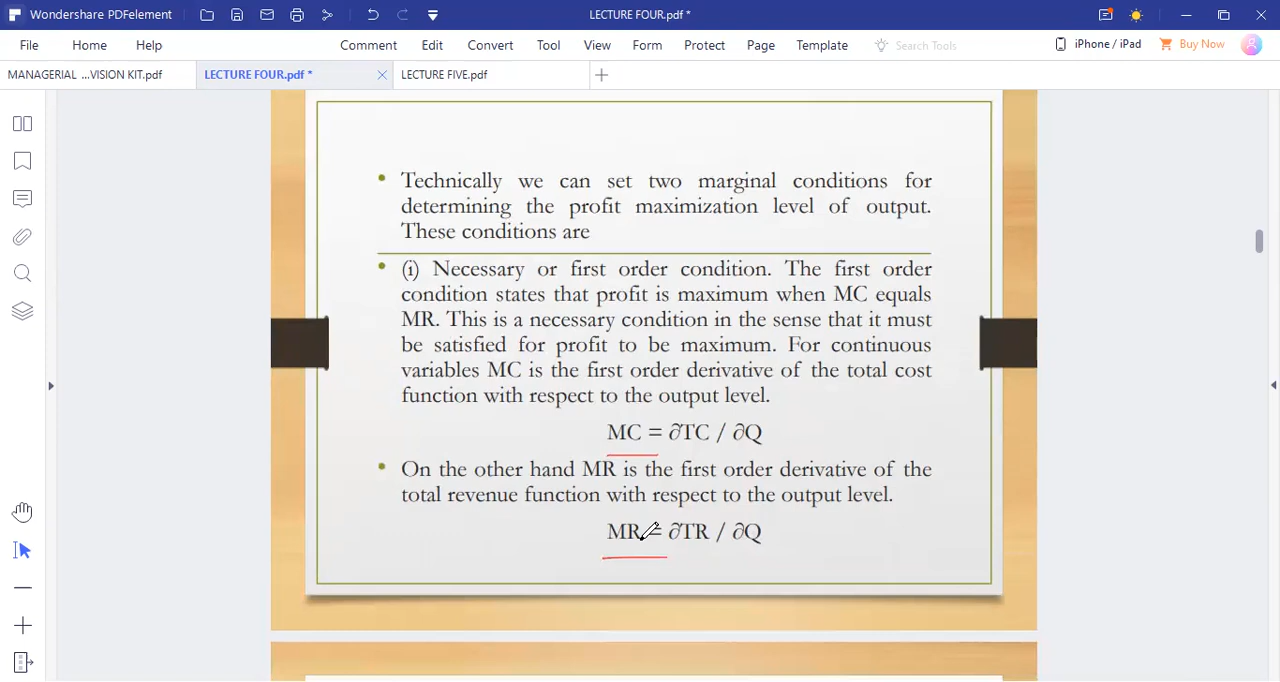 Wondershare PDFelement
LECTURE FOUR.pdf *
File Home Help Comment Edit Convert Tool View Form Protect Page Template Search Tools iPhone / iPad Buy Now
MANAGERIAL ...VISION KIT.pdf LECTURE FOUR.pdf * LECTURE FIVE.pdf
• Technically we can set two marginal conditions for
determining the profit maximization level of output.
These conditions are
• (i) Necessary or first order condition. The first order
condition states that profit is maximum when MC equals
MR. This is a necessary condition in the sense that it must
be satisfied for profit to be maximum. For continuous
variables MC is the first order derivative of the total cost
function with respect to the output level.
MC = ∂TC / ∂Q
• On the other hand MR is the first order derivative of the
total revenue function with respect to the output level.
MR = ∂TR / ∂Q